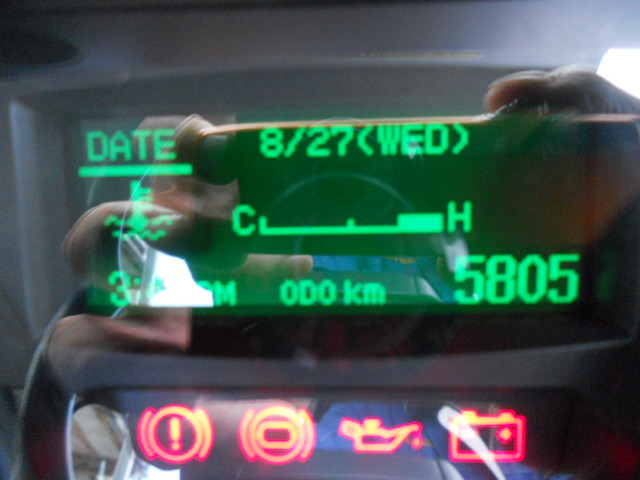 DATE 8/27(WED)
C H
ODO km 5805
!